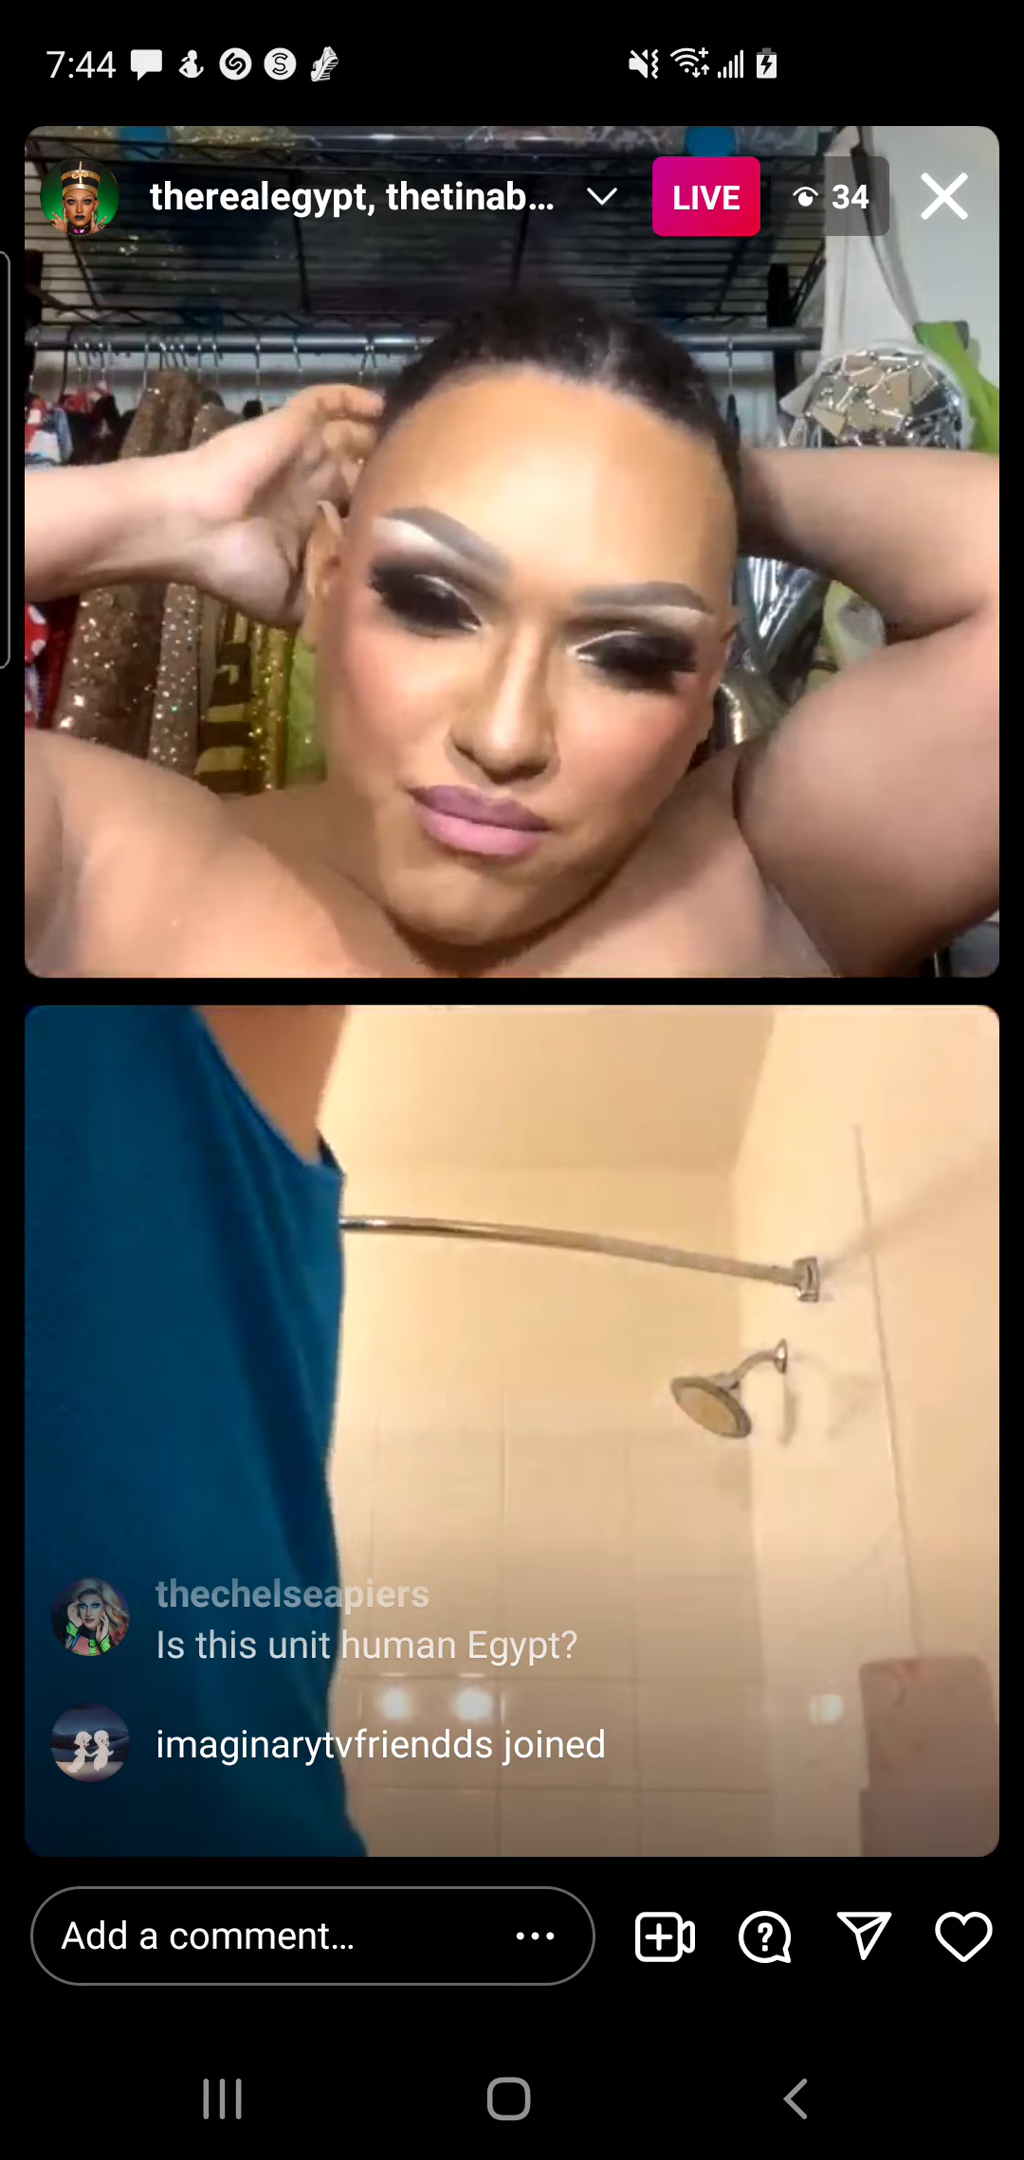 7:44
therealegypt, thetinab...
LIVE
34
thechelseapiers
Is this unit human Egypt?
imaginarytvfriendds joined
Add a comment...